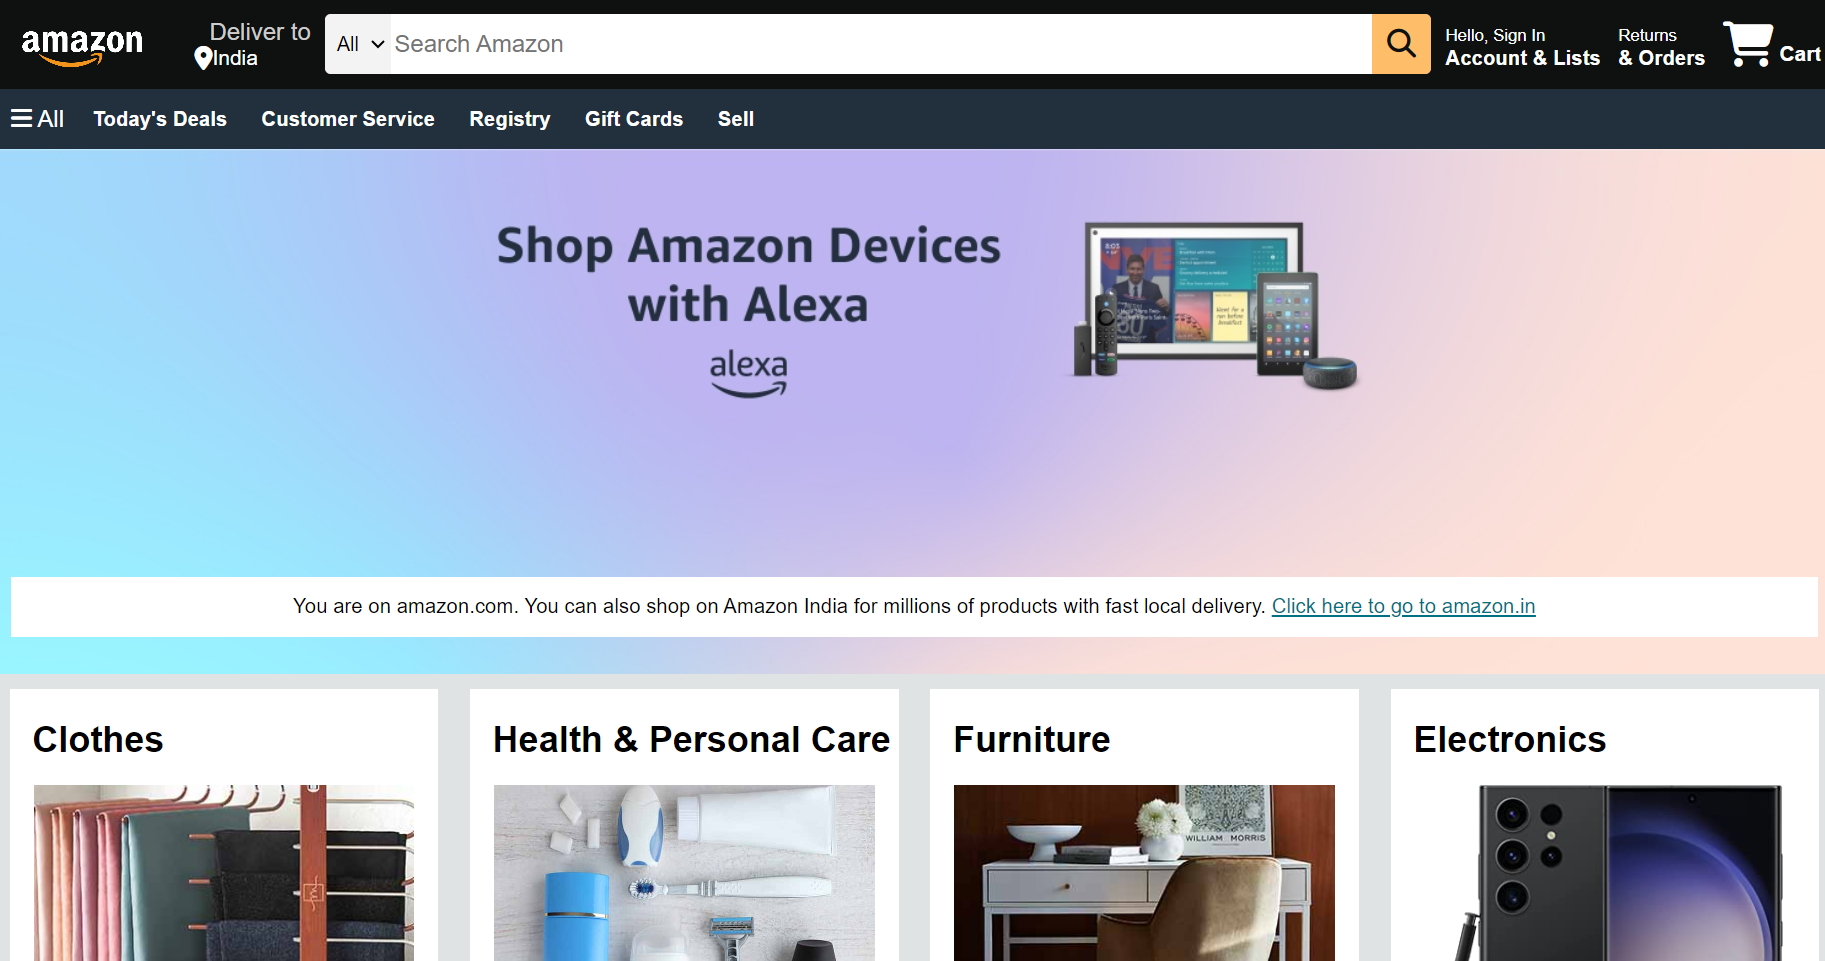 amazon
Deliver to
India
All
Search Amazon
Hello, Sign In
Account & Lists
Returns
& Orders
Cart
All
Today's Deals
Customer Service
Registry
Gift Cards
Sell
Shop Amazon Devices
with Alexa
alexa
You are on amazon.com. You can also shop on Amazon India for millions of products with fast local delivery. Click here to go to amazon.in
Clothes
Health & Personal Care
Furniture
Electronics
WILLIAM MORRIS